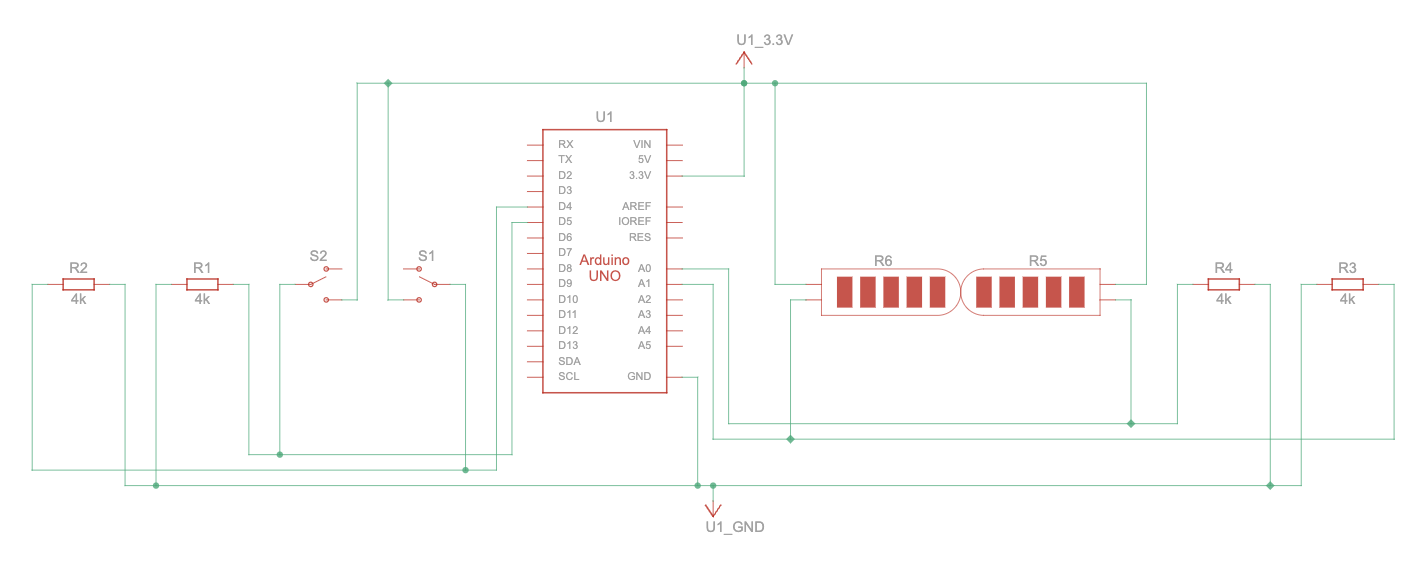 U1_3.3V
U1
RX VIN
TX 5V
D2 3.3V
D3
D4 AREF
D5 IOREF
D6 RES
D7
D8 A0
D9 A1
D10 A2
D11 A3
D12 A4
D13 A5
SDA
SCL GND
Arduino
UNO
R2
4k
R1
4k
S2
S1
R6
R5
R4
4k
R3
4k
U1_GND